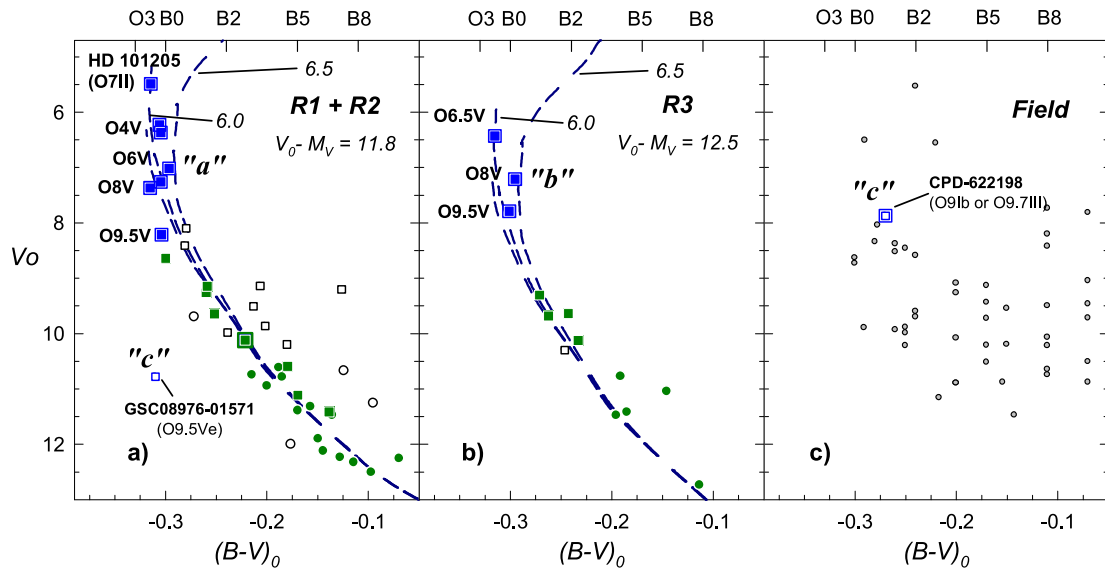 O3 B0 B2 B5 B8
O3 B0 B2 B5 B8
O3 B0 B2 B5 B8
HD 101205
(O7II)
6.5
R1 + R2
V0- MV = 11.8
6.0
O4V
O6V
"a"
O8V
O9.5V
"c"
GSC08976-01571
(O9.5Ve)
a)
6.5
R3
V0- MV = 12.5
6.0
O6.5V
O8V
"b"
O9.5V
b)
Field
"c"
CPD-622198
(O9Ib or O9.7III)
c)
6
8
10
12
Vo
-0.3 -0.2 -0.1
-0.3 -0.2 -0.1
-0.3 -0.2 -0.1
(B-V)0
(B-V)0
(B-V)0